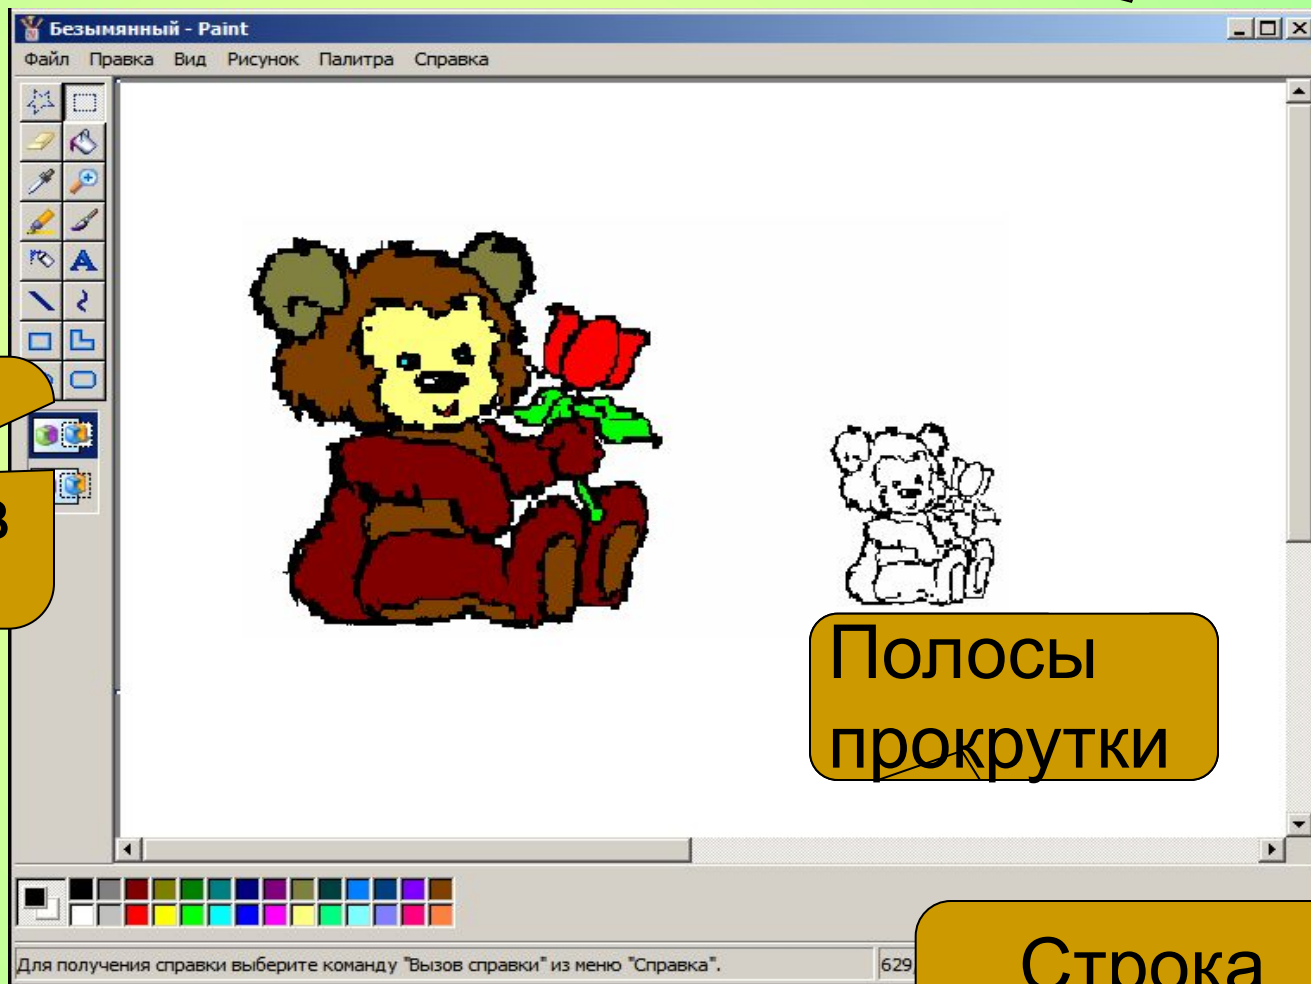 Безымянный - Paint
Файл Правка Вид Рисунок Палитра Справка
A
в
Полосы
прокрутки
Для получения справки выберите команду "Вызов справки" из меню "Справка".
629,
Строка